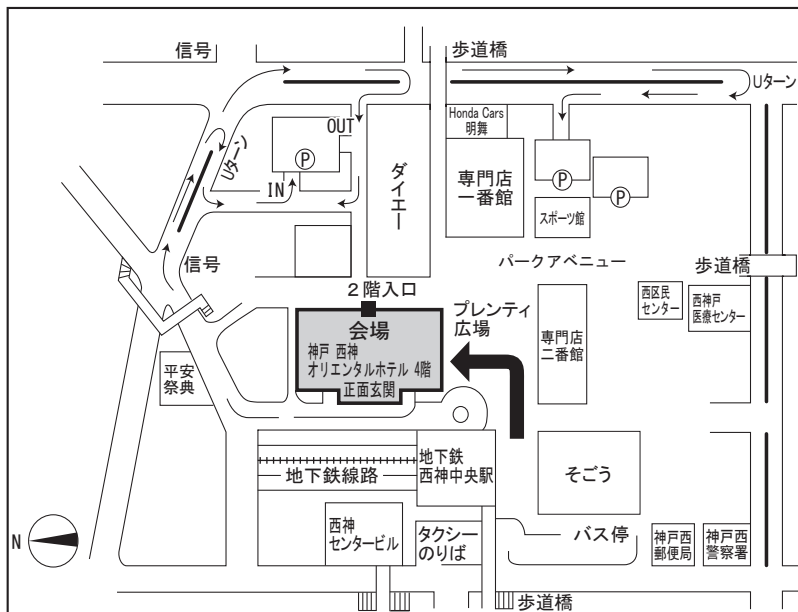 信号
歩道橋
Uターン
Honda Cars
明舞
OUT
P
Uターン
IN
ダイエー
専門店
一番館
P
P
スポーツ館
信号
パークアベニュー
歩道橋
2階入口
プレンティ
広場
西区民
センター
西神戸
医療センター
会場
神戸 西神
オリエンタルホテル 4階
正面玄関
専門店
二番館
平安
祭典
地下鉄線路
地下鉄
西神中央駅
そごう
西神
センタービル
タクシー
のりば
バス停
神戸西
郵便局
神戸西
警察署
N
歩道橋